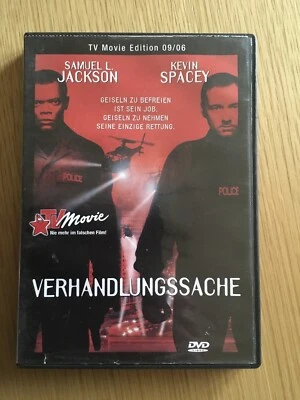 TV Movie Edition 09/06
SAMUEL L. KEVIN
JACKSON SPACEY
GEISELN ZU BEFREIEN
IST SEIN JOB.
GEISELN ZU NEHMEN
SEINE EINZIGE RETTUNG.
POLICE
POLICE
TV Movie
Nie mehr im falschen Film!
VERHANDLUNGSSACHE
DVD